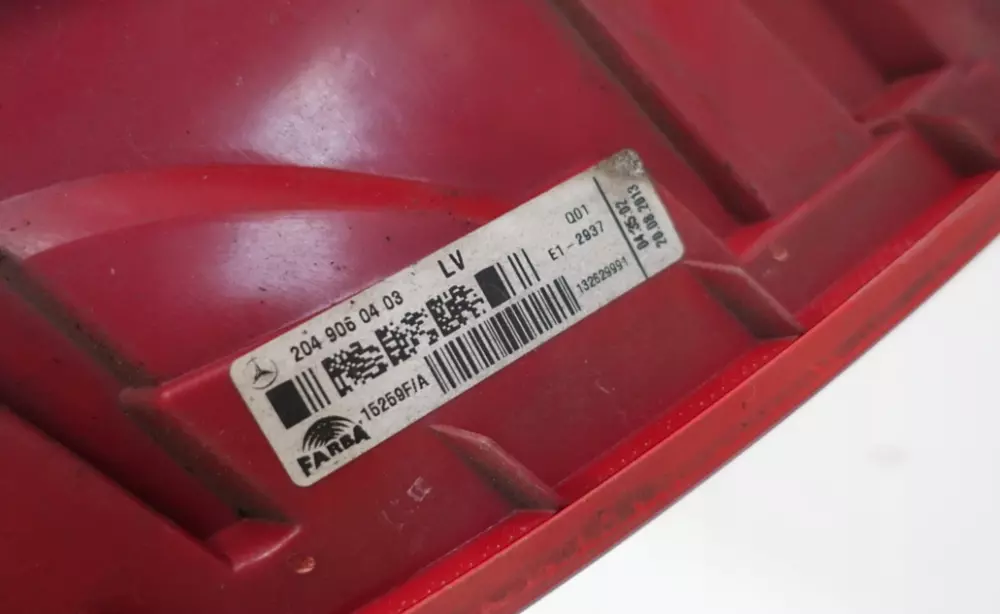 204 906 04 03 LV
Q01
E1-2937
04:35:02
20.08.2013
15259F/A
132629991
FARBA